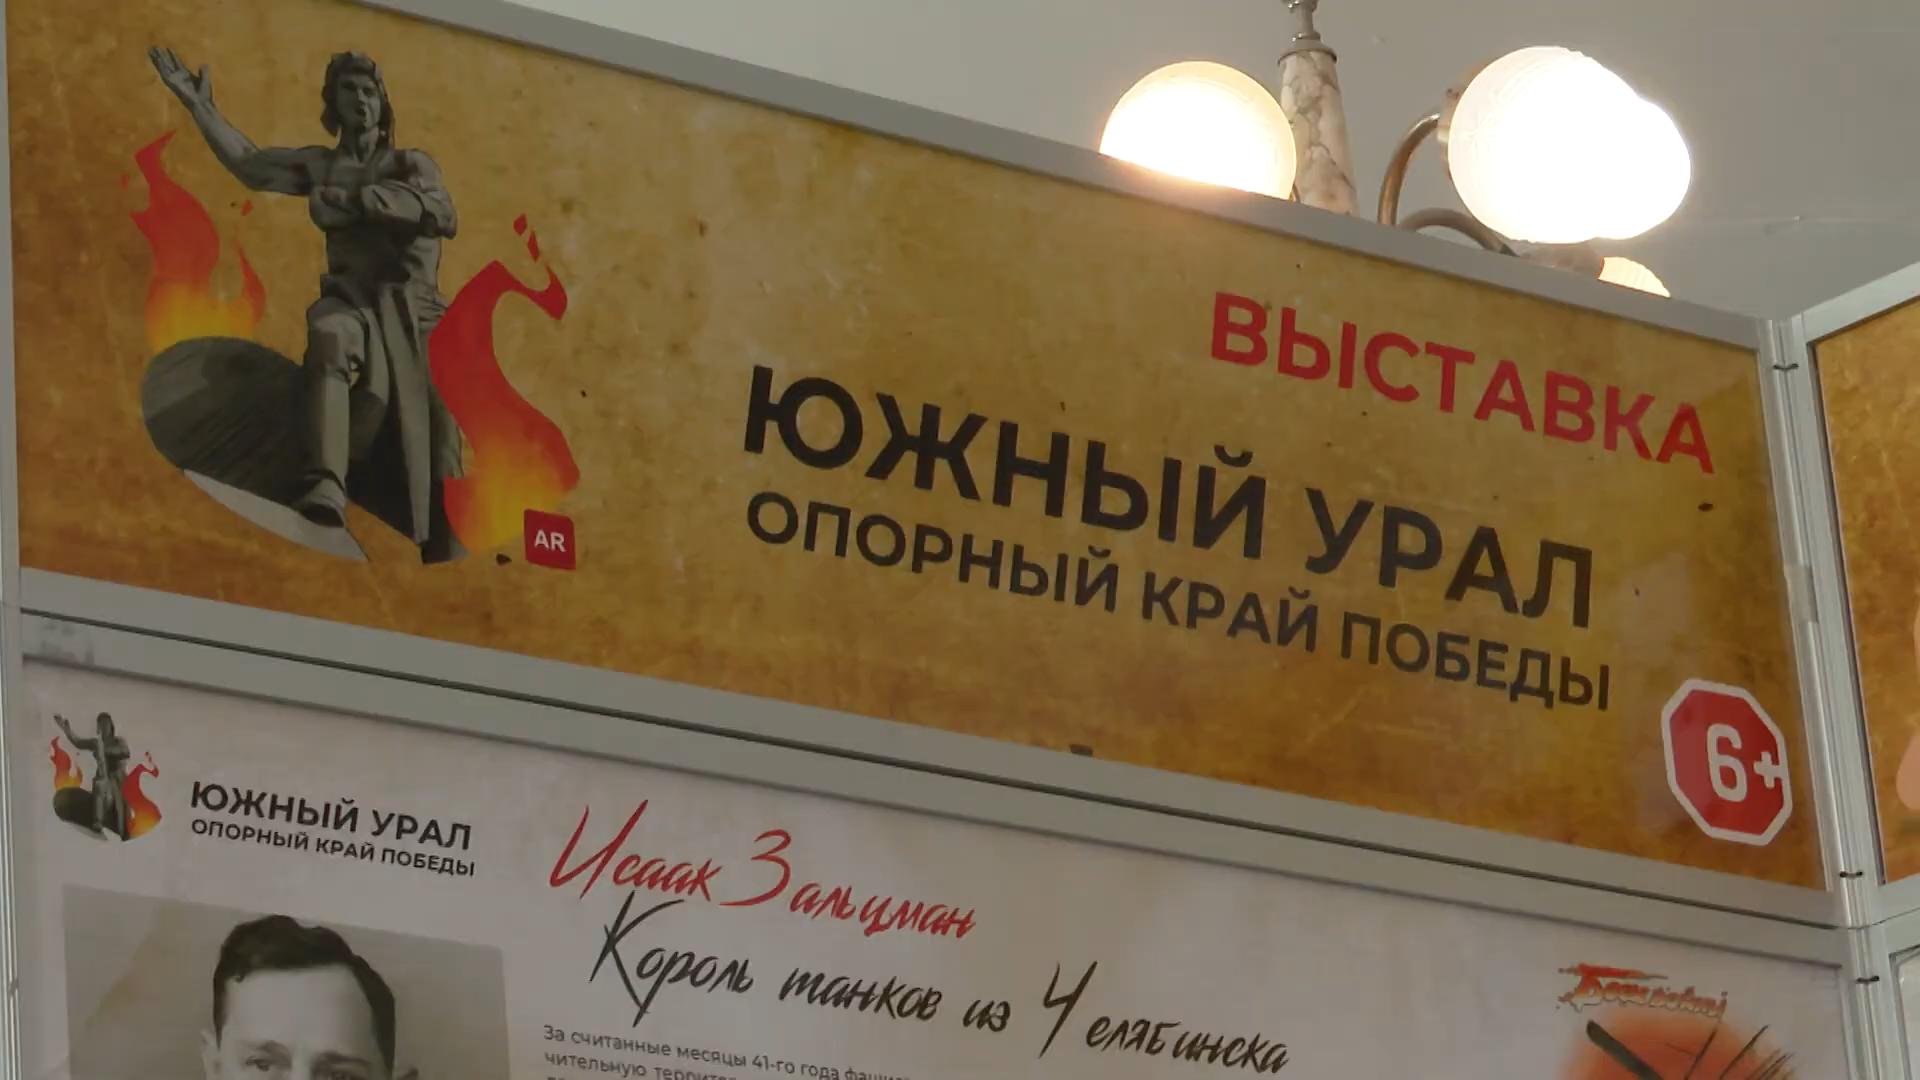 ВЫСТАВКА
ЮЖНЫЙ УРАЛ
ОПОРНЫЙ КРАЙ ПОБЕДЫ
AR
6+
ЮЖНЫЙ УРАЛ
ОПОРНЫЙ КРАЙ ПОБЕДЫ
Исаак Зальцман
Король танков из Челябинска
За считанные месяцы 41-го года
чительную